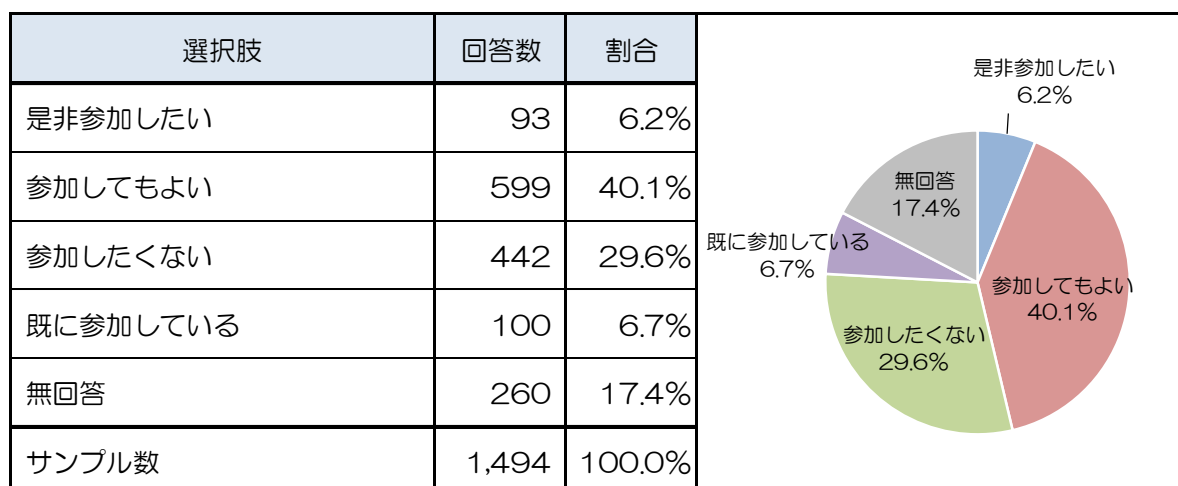 選択肢 回答数 割合
是非参加したい 93 6.2%
参加してもよい 599 40.1%
参加したくない 442 29.6%
既に参加している 100 6.7%
無回答 260 17.4%
サンプル数 1,494 100.0%
是非参加したい
6.2%
参加してもよい
40.1%
参加したくない
29.6%
既に参加している
6.7%
無回答
17.4%